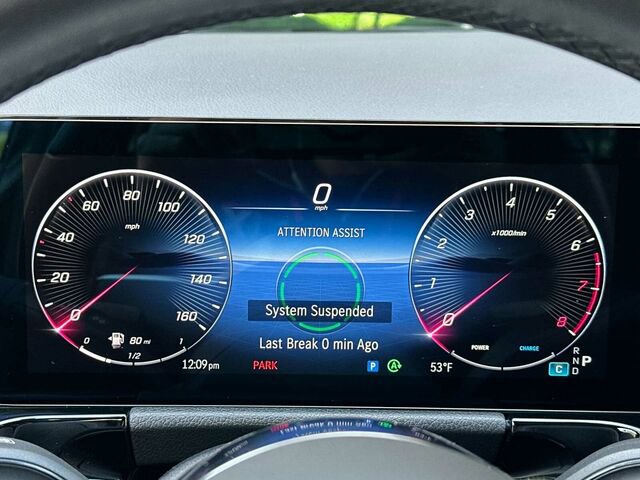 0
mph
ATTENTION ASSIST
System Suspended
Last Break 0 min Ago
0 20 40 60 80 100 120 140 160
mph
0 1/2 1
80 mi
12:09 pm
PARK
P
A
0 1 2 3 4 5 6 7 8
x1000/min
POWER CHARGE
53°F
C
R
N
D
P